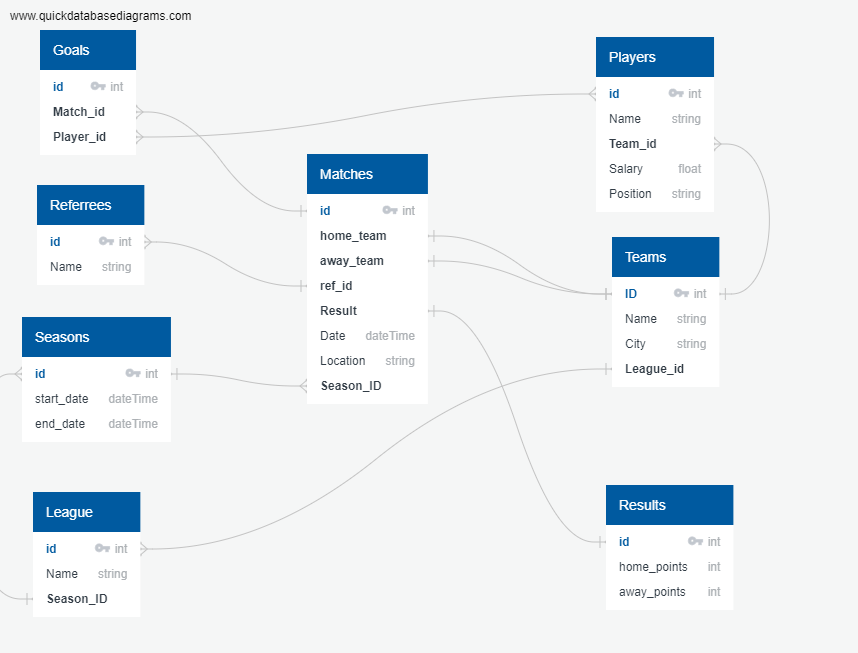 www.quickdatabasediagrams.com
Goals
id int
Match_id
Player_id
Referrees
id int
Name string
Seasons
id int
start_date dateTime
end_date dateTime
League
id int
Name string
Season_ID
Matches
id int
home_team
away_team
ref_id
Result
Date dateTime
Location string
Season_ID
Players
id int
Name string
Team_id
Salary float
Position string
Teams
ID int
Name string
City string
League_id
Results
id int
home_points int
away_points int